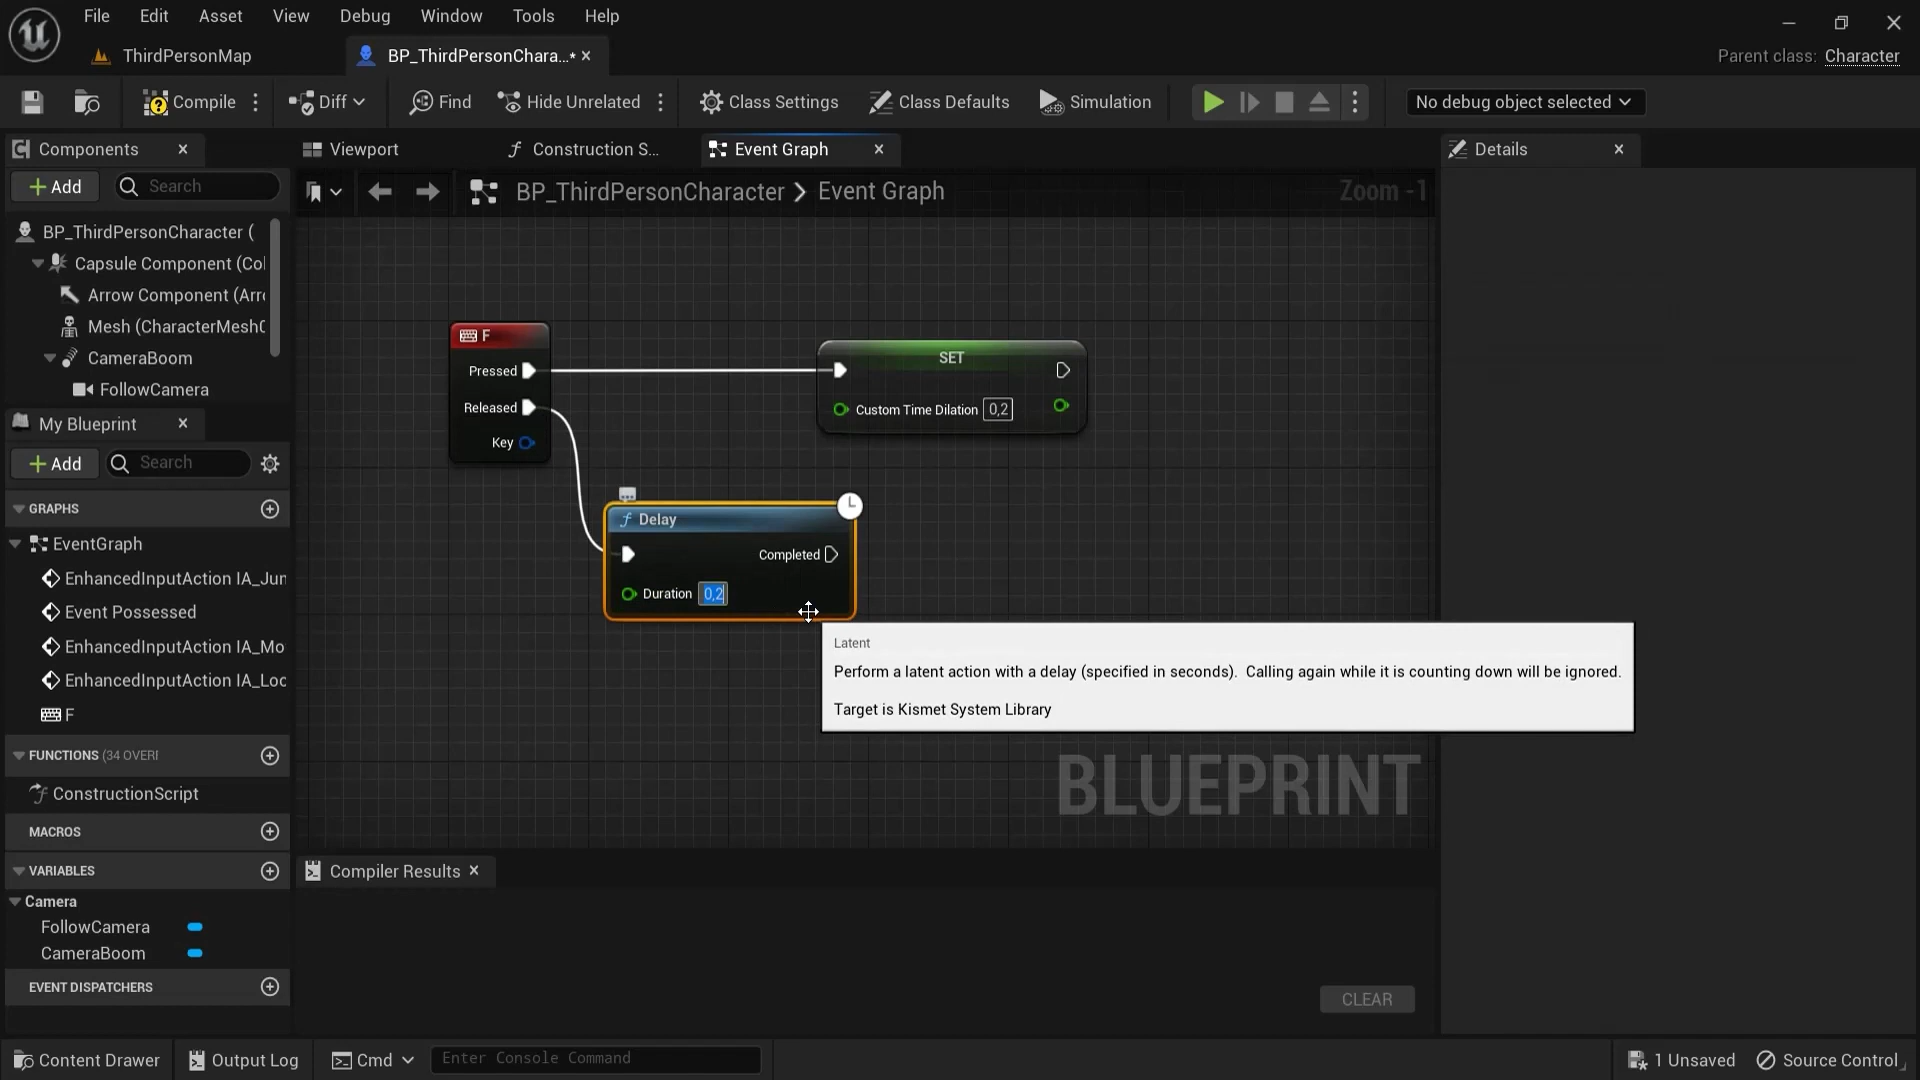 File Edit Asset View Debug Window Tools Help
ThirdPersonMap
BP_ThirdPersonChara...*
Parent class: Character
Compile
Diff
Find
Hide Unrelated
Class Settings
Class Defaults
Simulation
No debug object selected
Components
Viewport
Construction S...
Event Graph
Details
Add
Search
BP_ThirdPersonCharacter > Event Graph
Zoom -1
BP_ThirdPersonCharacter (
Capsule Component (Col
Arrow Component (Arro
Mesh (CharacterMesh0
CameraBoom
FollowCamera
My Blueprint
Add
Search
GRAPHS
EventGraph
EnhancedInputAction IA_Jun
Event Possessed
EnhancedInputAction IA_Mo
EnhancedInputAction IA_Loo
F
FUNCTIONS (34 OVERI
ConstructionScript
MACROS
VARIABLES
Camera
FollowCamera
CameraBoom
EVENT DISPATCHERS
F
Pressed
Released
Key
SET
Custom Time Dilation 0,2
Delay
Completed
Duration 0,2
Latent
Perform a latent action with a delay (specified in seconds). Calling again while it is counting down will be ignored.
Target is Kismet System Library
BLUEPRINT
Compiler Results
CLEAR
Content Drawer
Output Log
Cmd
Enter Console Command
1 Unsaved
Source Control